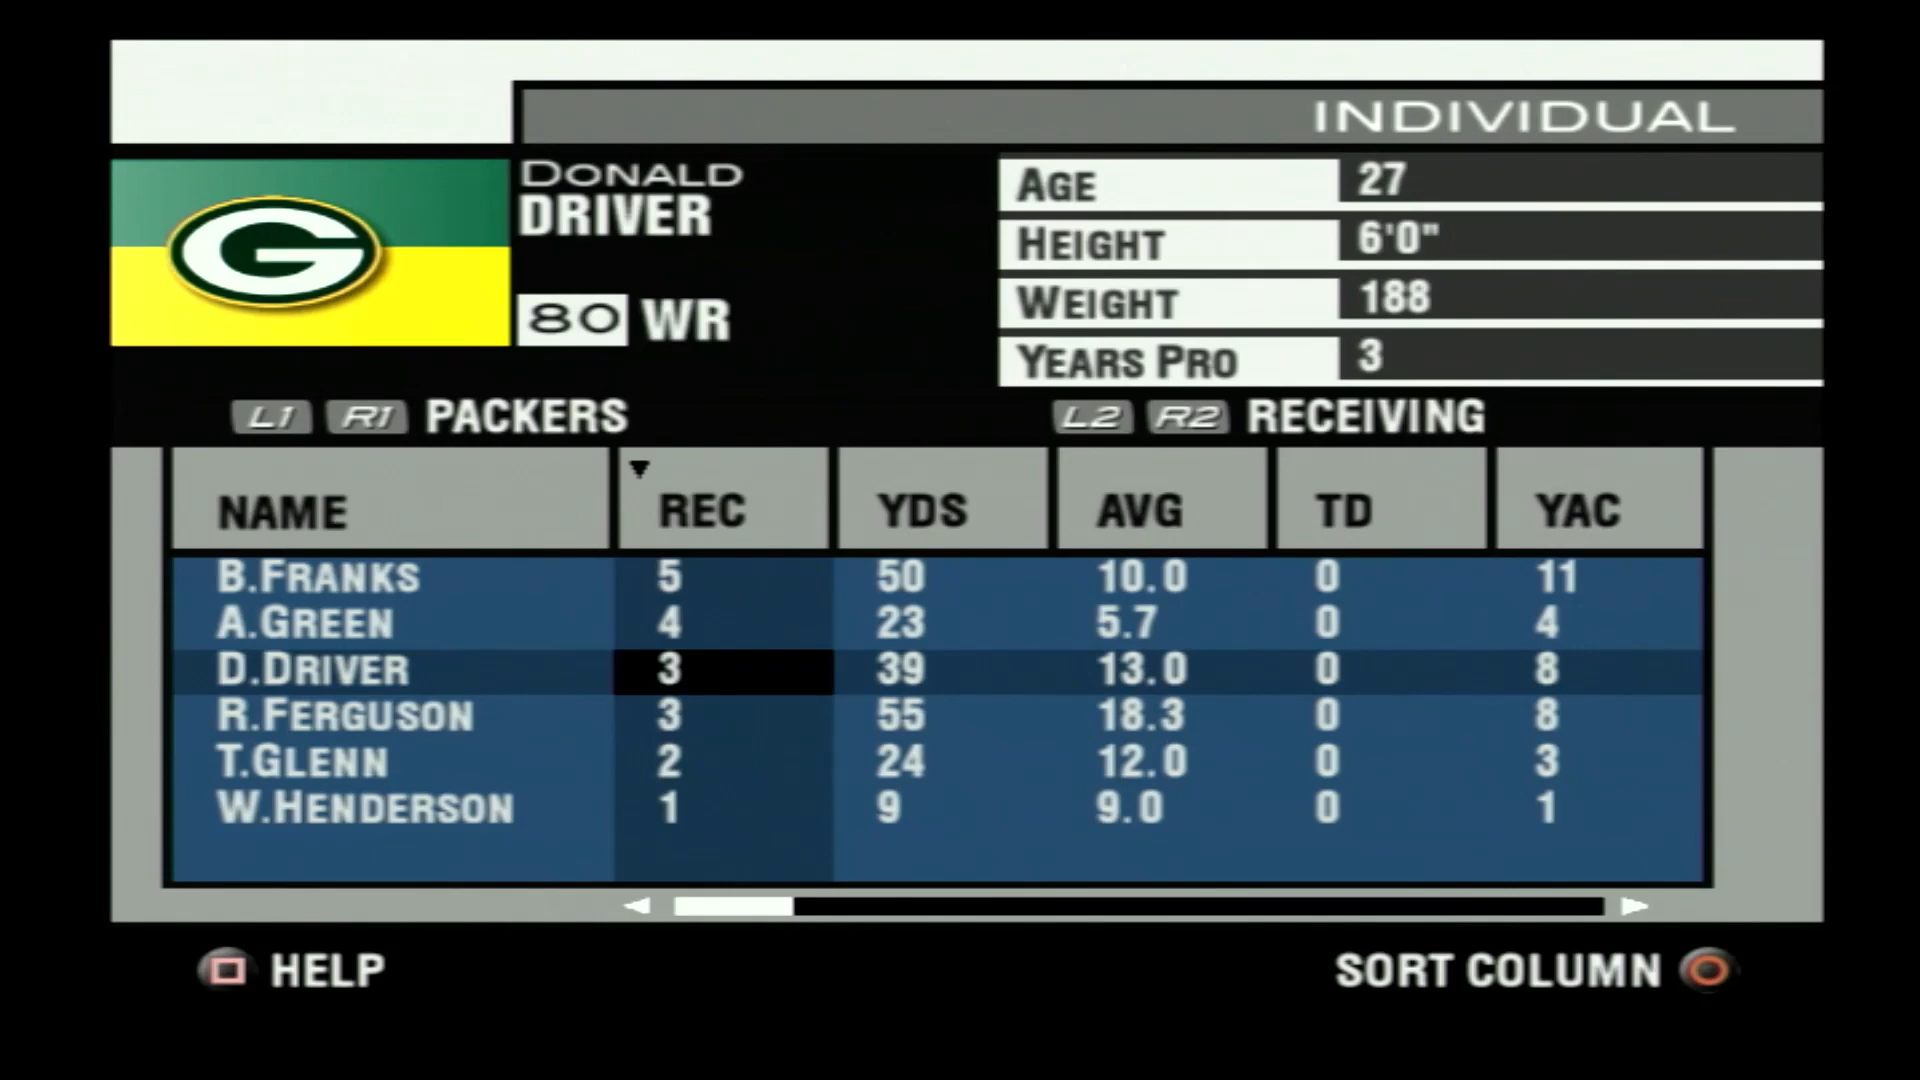 INDIVIDUAL
DONALD
DRIVER
80 WR
AGE 27
HEIGHT 6'0"
WEIGHT 188
YEARS PRO 3
L1 R1 PACKERS L2 R2 RECEIVING
NAME REC YDS AVG TD YAC
B.FRANKS 5 50 10.0 0 11
A.GREEN 4 23 5.7 0 4
D.DRIVER 3 39 13.0 0 8
R.FERGUSON 3 55 18.3 0 8
T.GLENN 2 24 12.0 0 3
W.HENDERSON 1 9 9.0 0 1
HELP SORT COLUMN